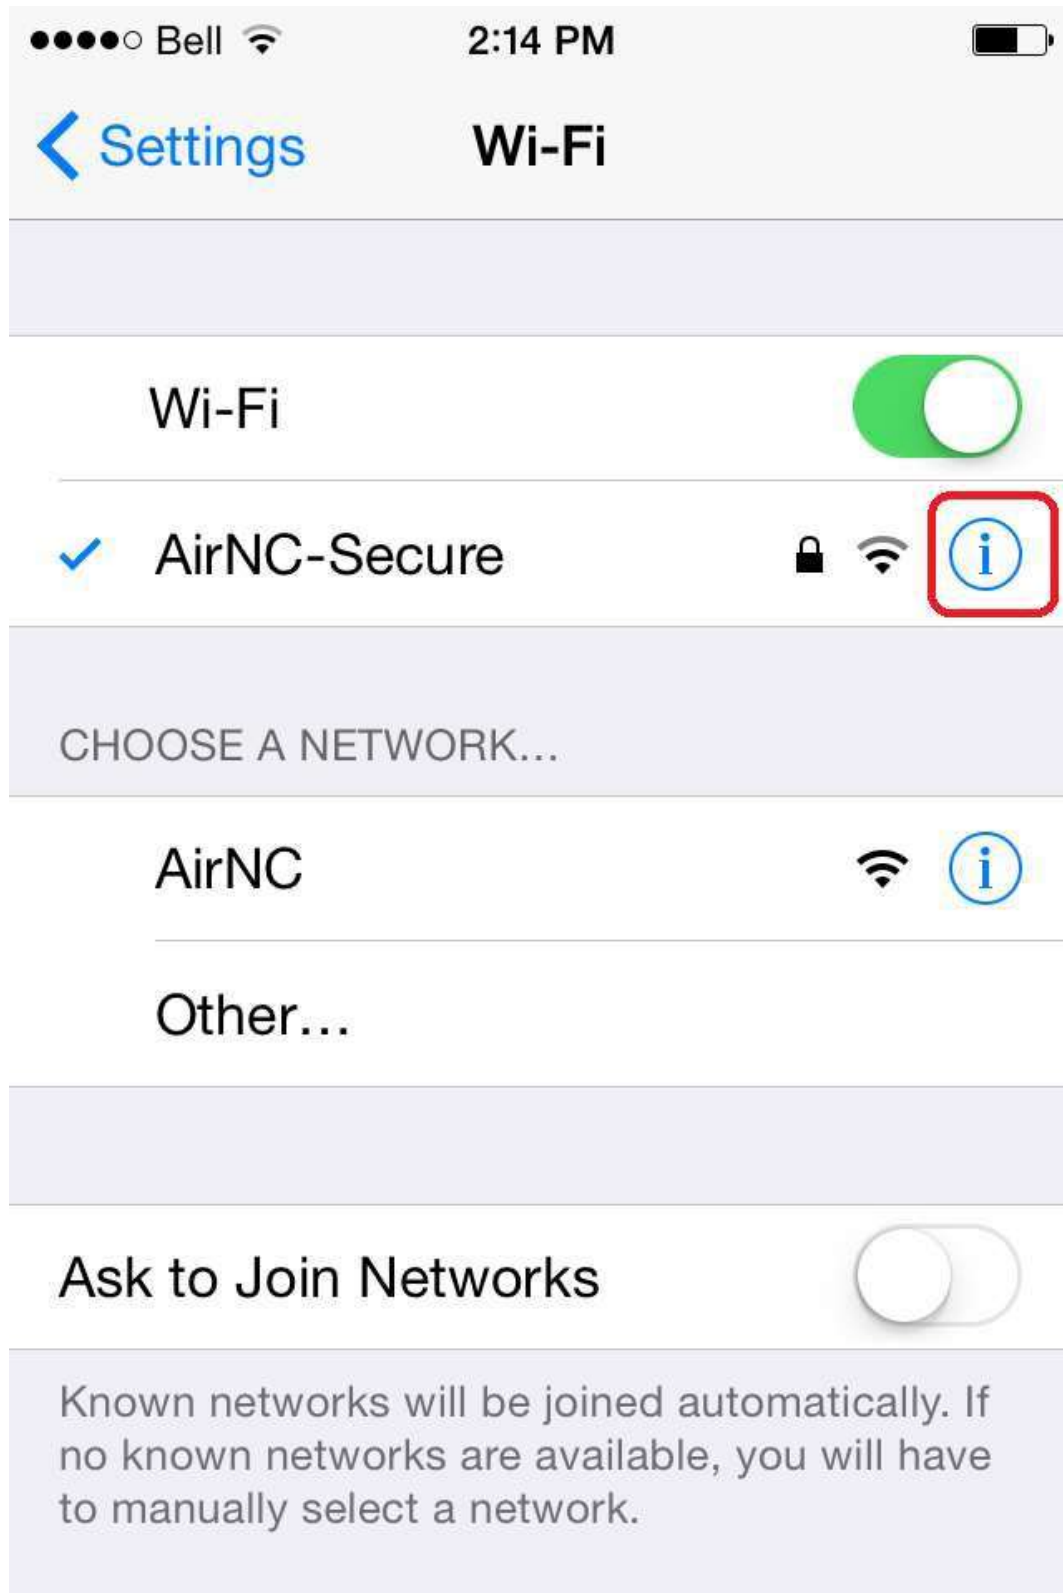 Bell 2:14 PM
Settings Wi-Fi
Wi-Fi
AirNC-Secure
CHOOSE A NETWORK...
AirNC
Other...
Ask to Join Networks
Known networks will be joined automatically. If
no known networks are available, you will have
to manually select a network.